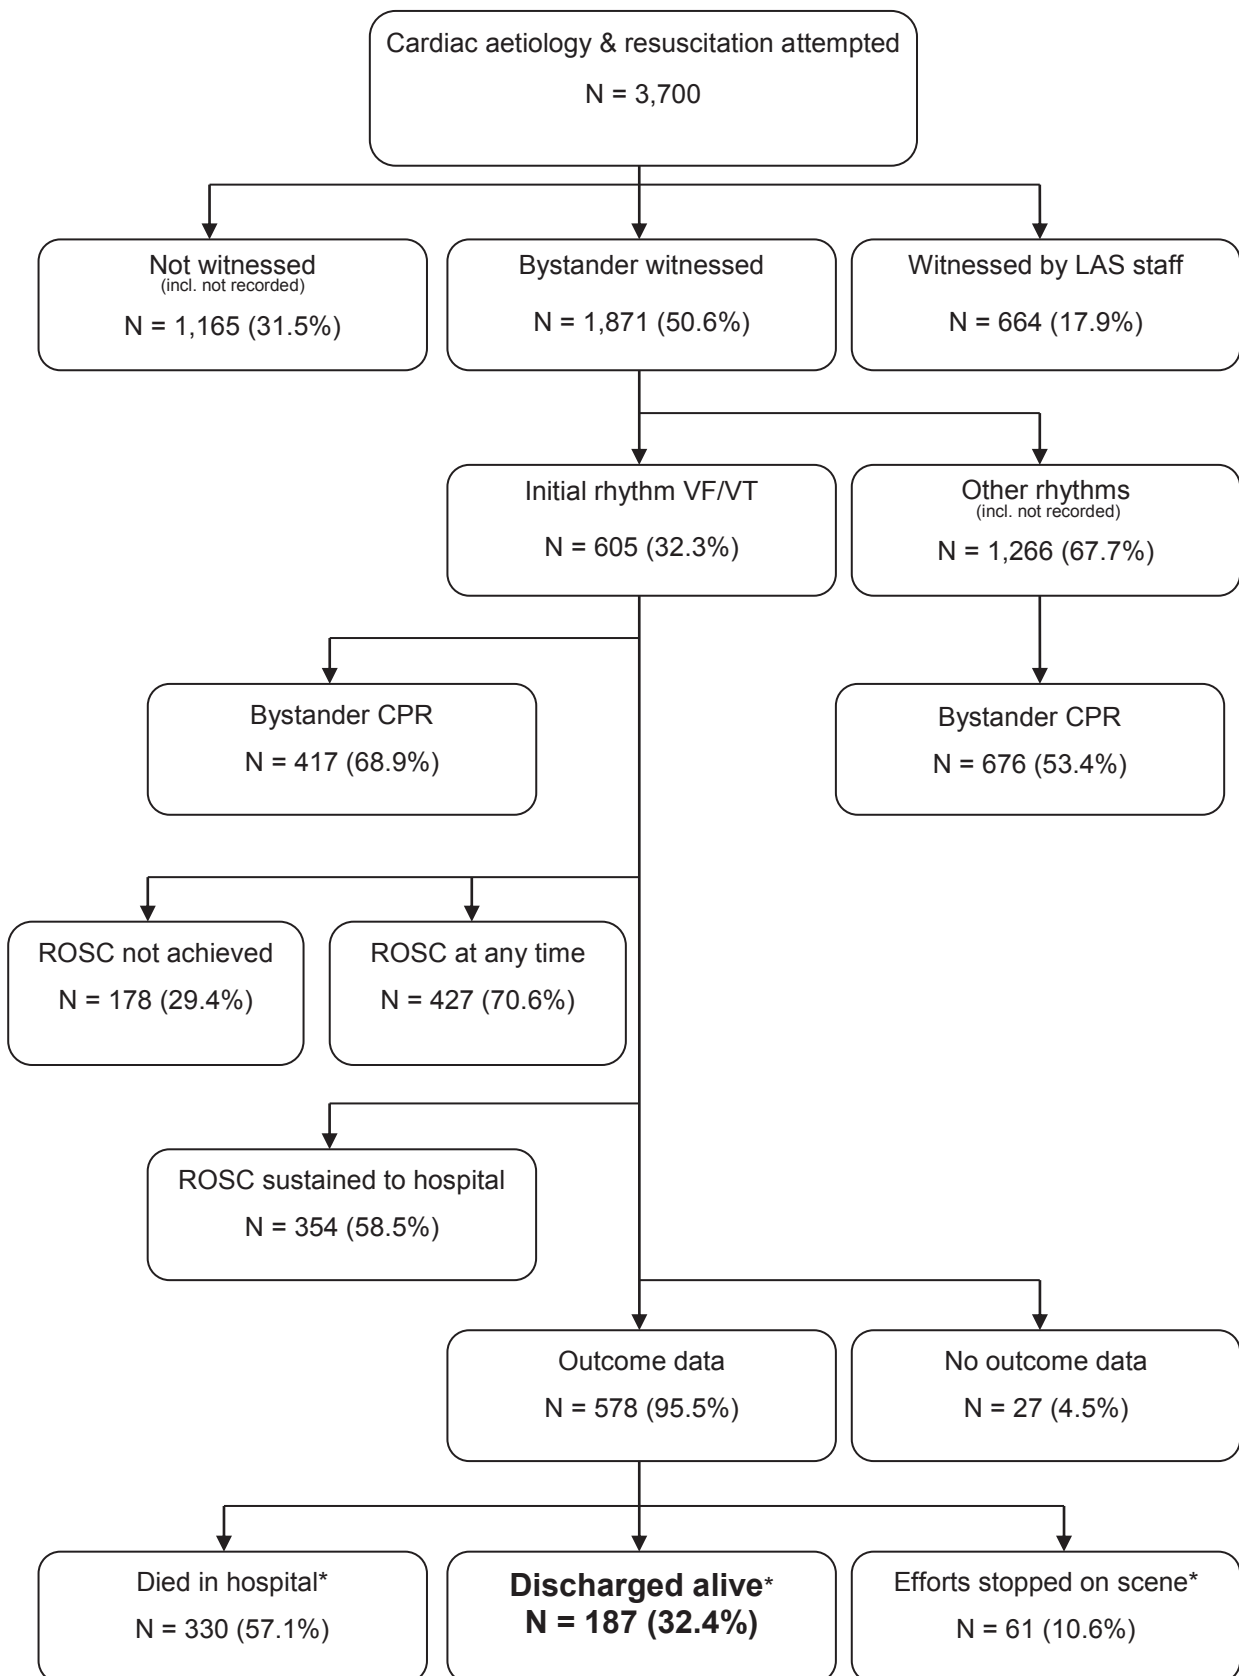 Cardiac aetiology & resuscitation attempted
N = 3,700
Not witnessed
(incl. not recorded)
N = 1,165 (31.5%)
Bystander witnessed
N = 1,871 (50.6%)
Witnessed by LAS staff
N = 664 (17.9%)
Initial rhythm VF/VT
N = 605 (32.3%)
Other rhythms
(incl. not recorded)
N = 1,266 (67.7%)
Bystander CPR
N = 417 (68.9%)
Bystander CPR
N = 676 (53.4%)
ROSC not achieved
N = 178 (29.4%)
ROSC at any time
N = 427 (70.6%)
ROSC sustained to hospital
N = 354 (58.5%)
Outcome data
N = 578 (95.5%)
No outcome data
N = 27 (4.5%)
Died in hospital*
N = 330 (57.1%)
Discharged alive*
N = 187 (32.4%)
Efforts stopped on scene*
N = 61 (10.6%)